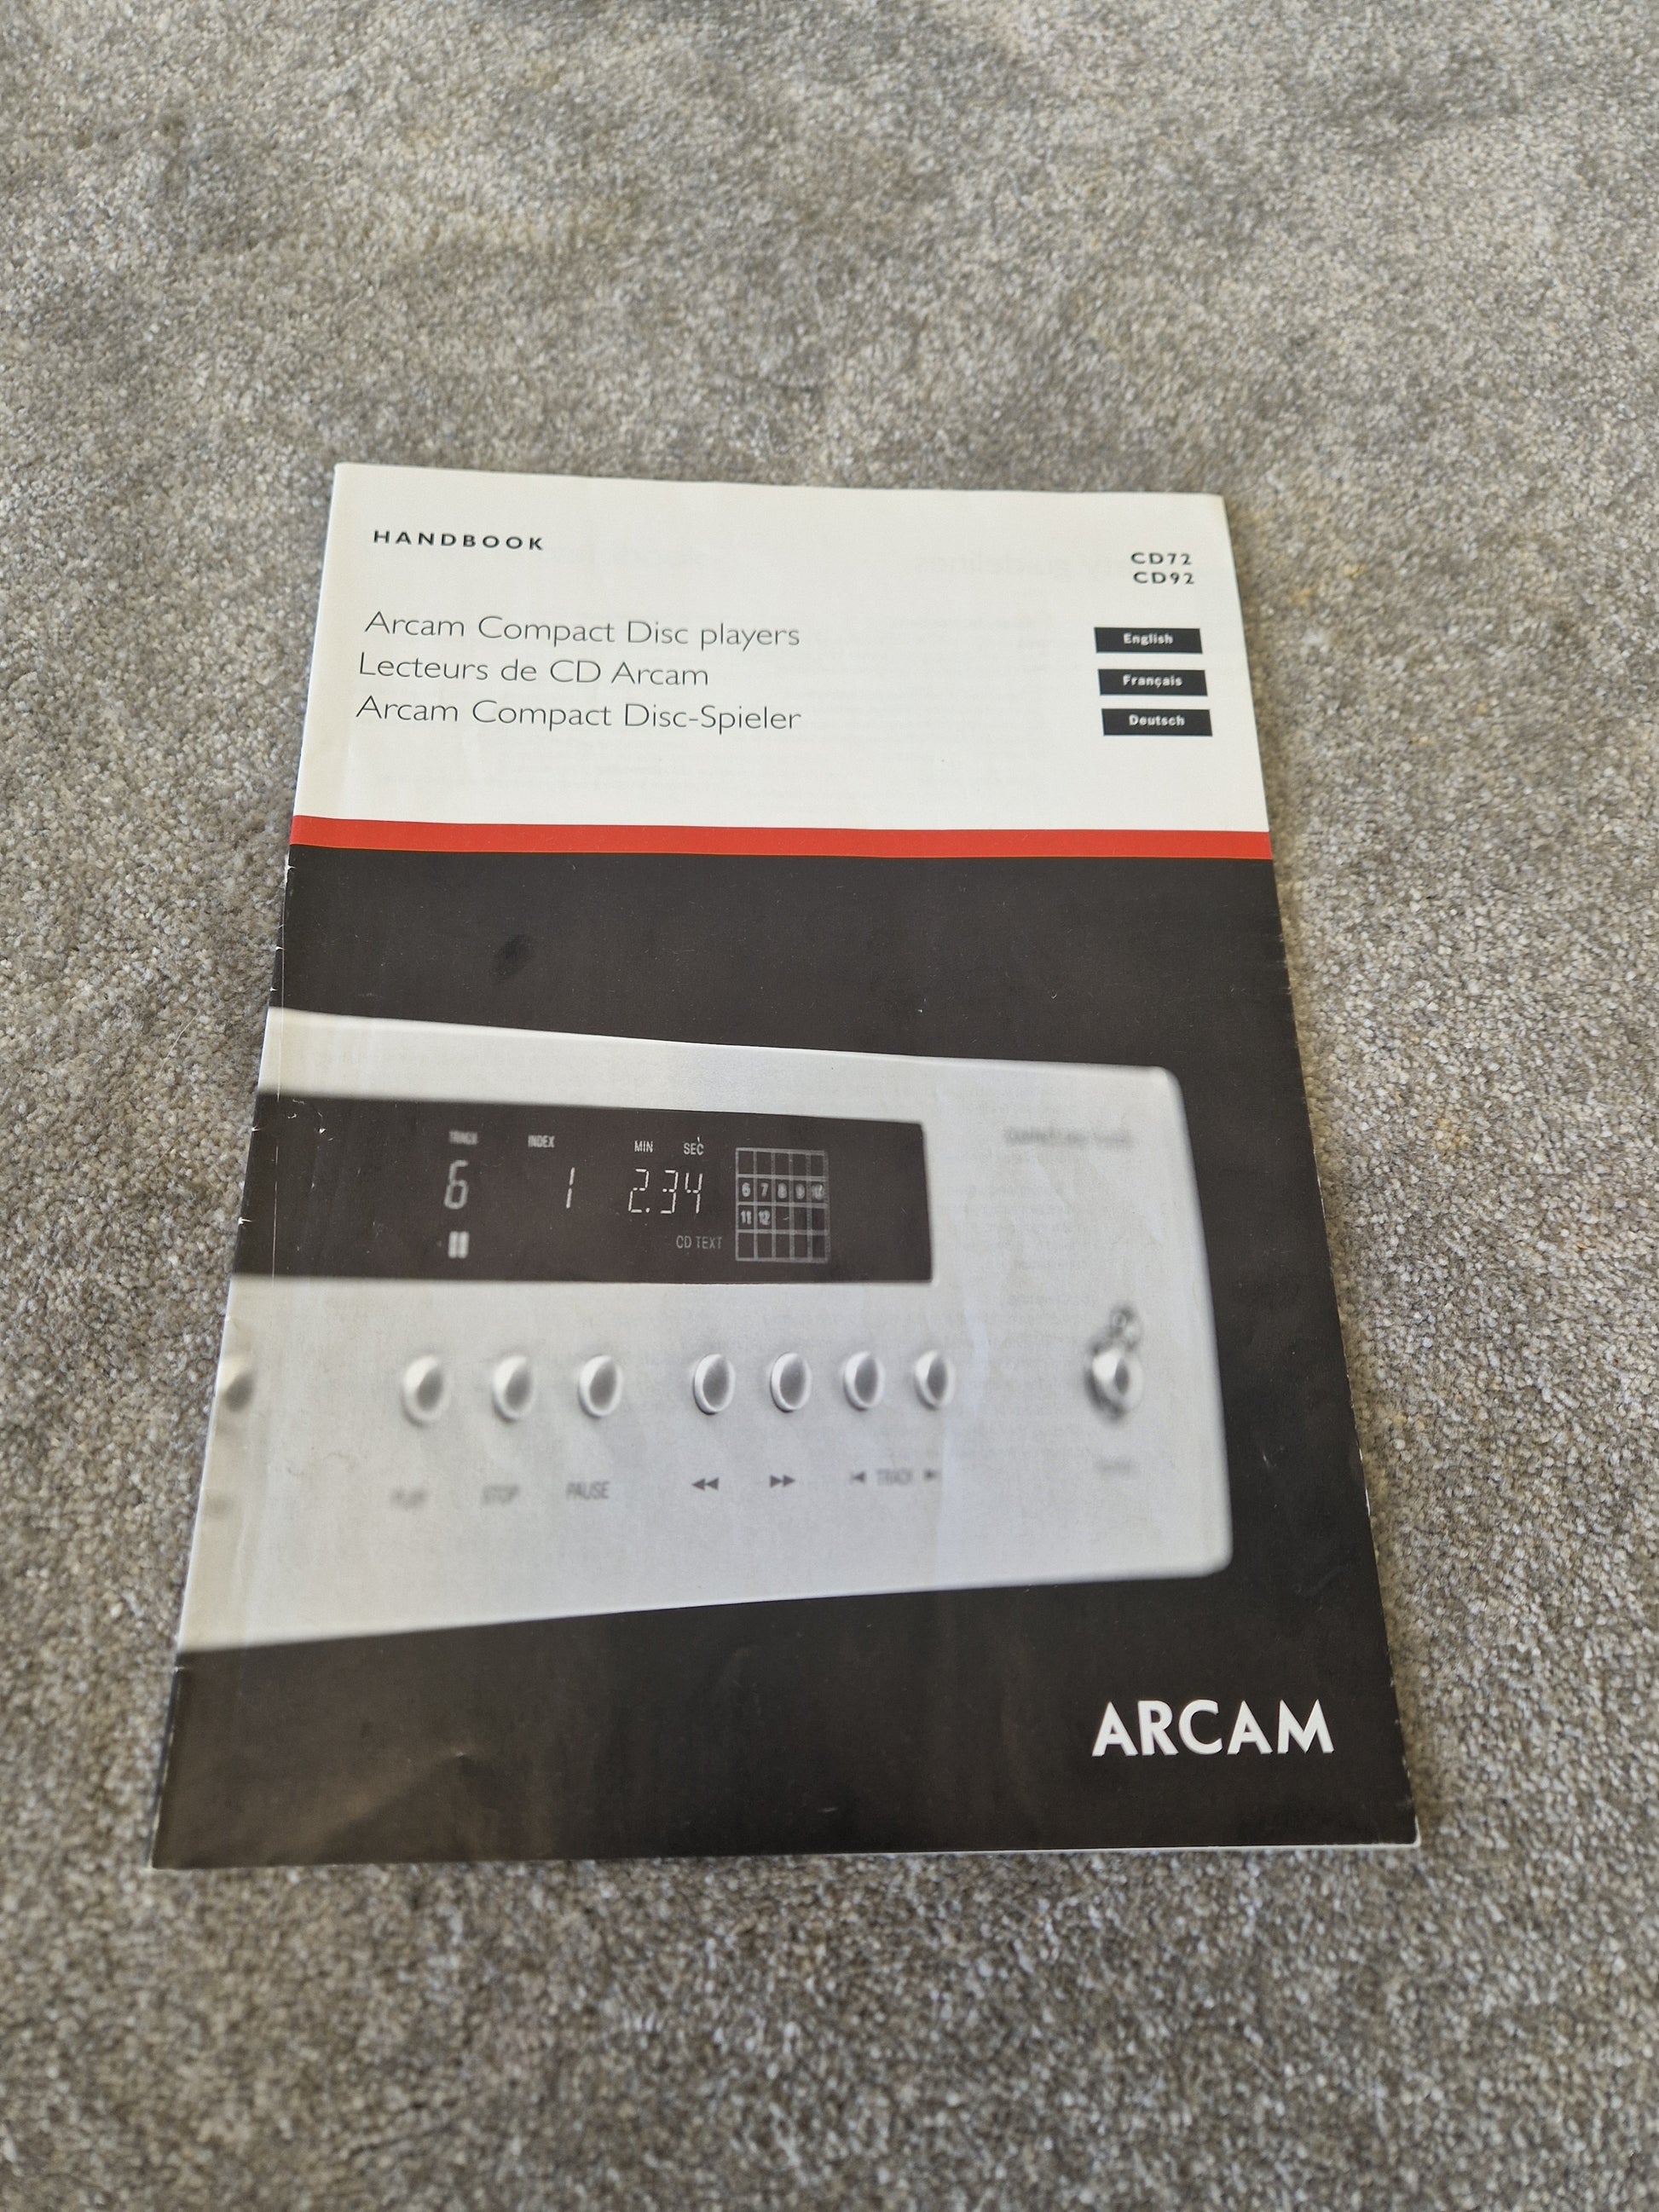 HANDBOOK
CD72
CD92
Arcam Compact Disc players
Lecteurs de CD Arcam
Arcam Compact Disc-Spieler
English
Français
Deutsch
TRACK INDEX MIN SEC
6 1 2.34
6 7 8 9 10
11 12
CD TEXT
PLAY STOP PAUSE TRACK
ARCAM